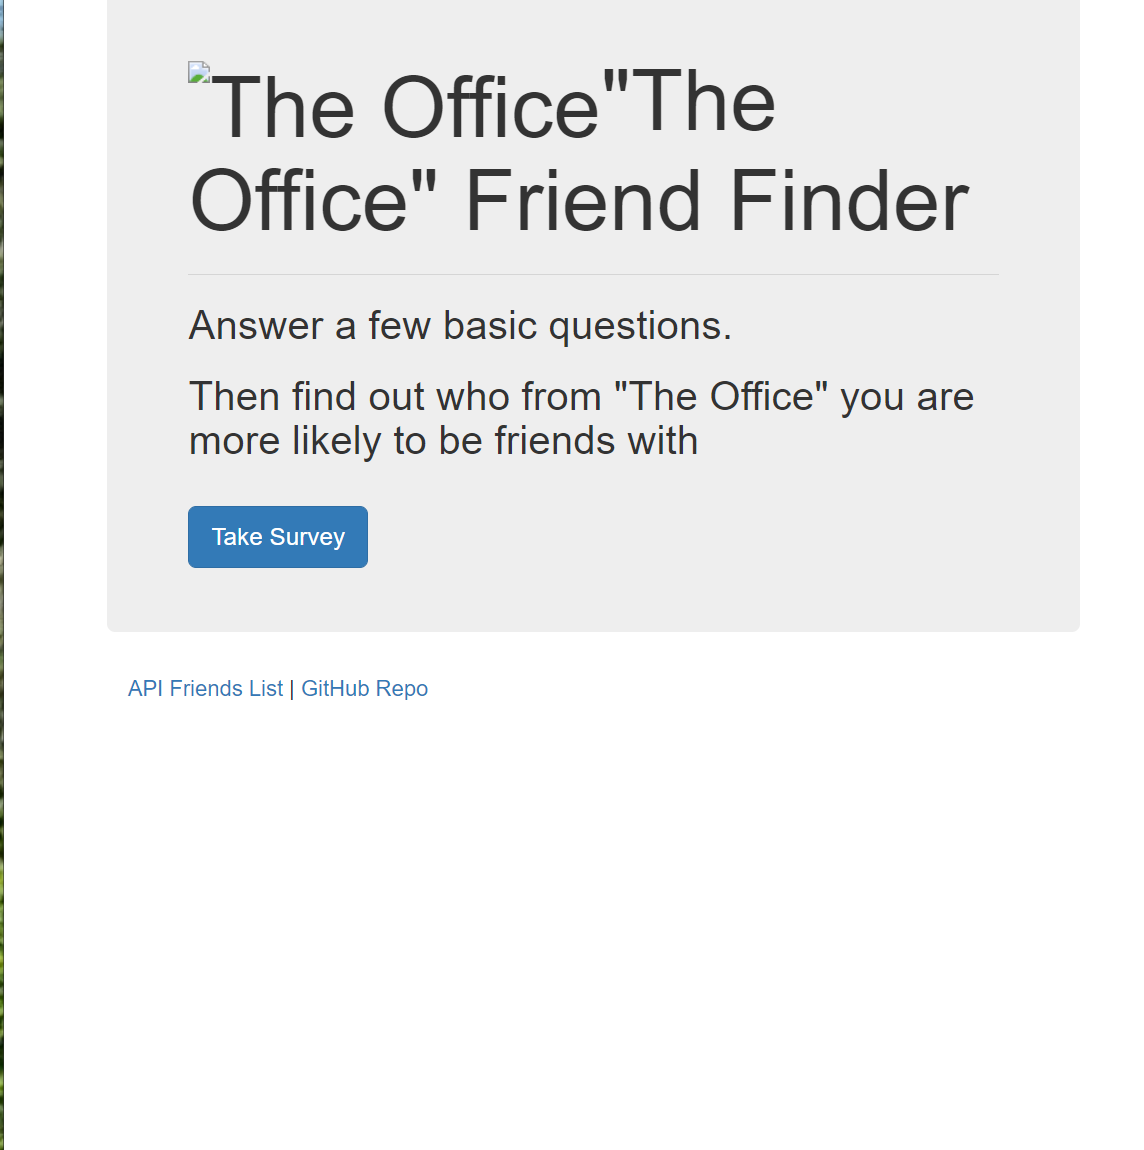 The Office"The
Office" Friend Finder
Answer a few basic questions.
Then find out who from "The Office" you are
more likely to be friends with
Take Survey
API Friends List | GitHub Repo